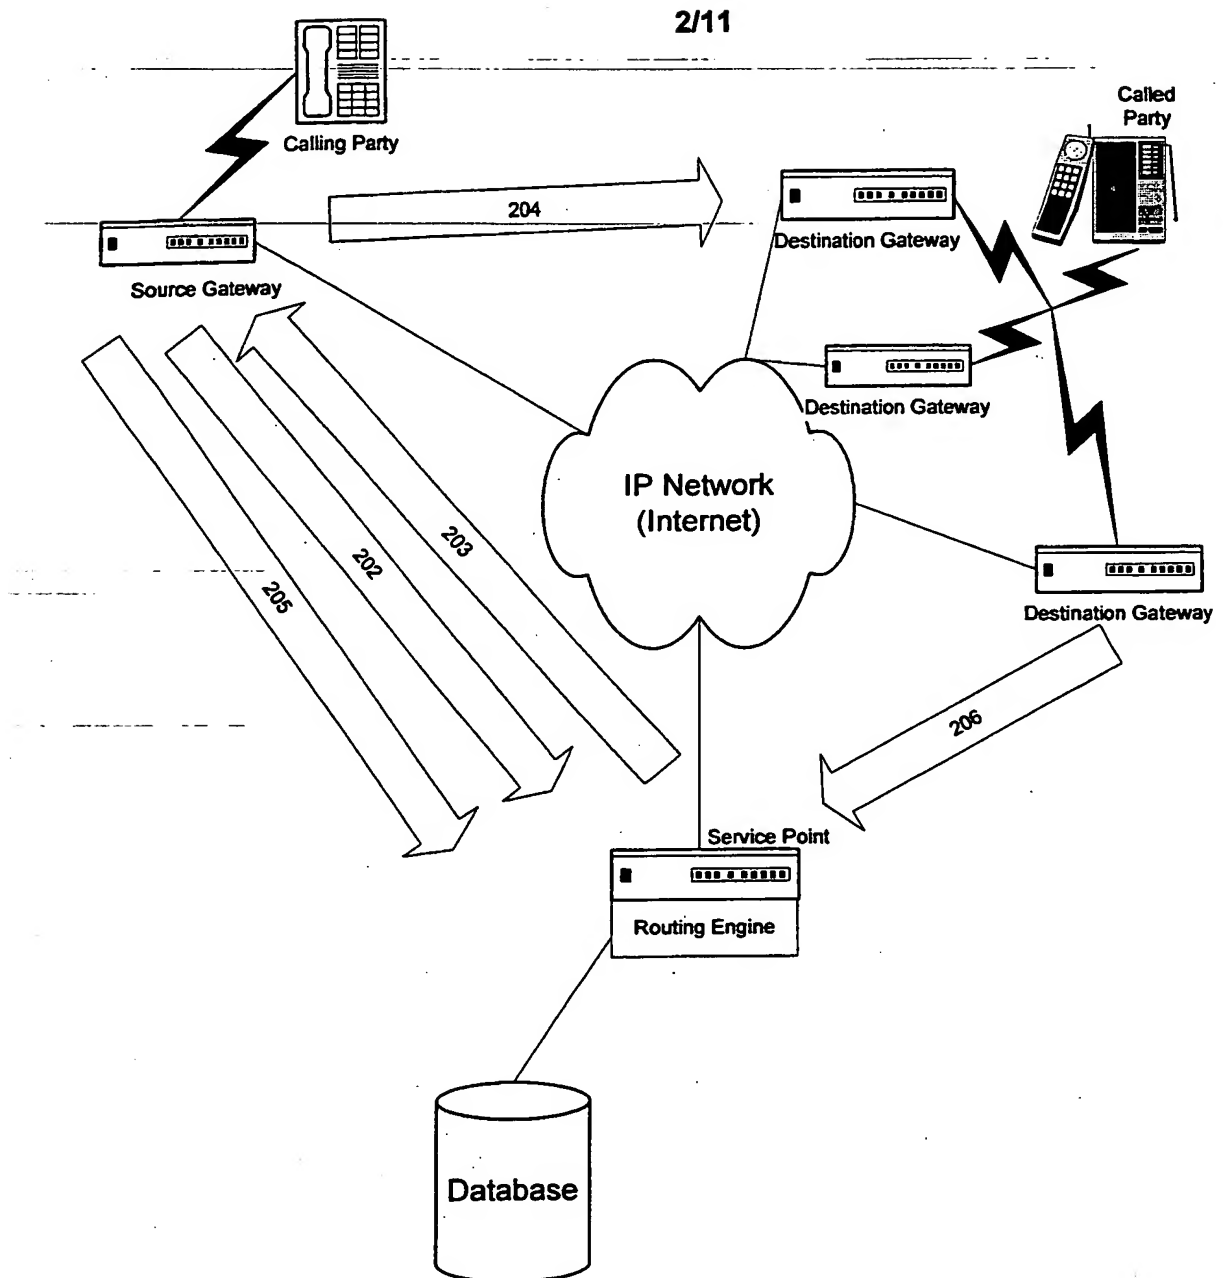 2/11
Calling Party
Called
Party
204
Destination Gateway
Source Gateway
Destination Gateway
IP Network
(Internet)
203
202
205
Destination Gateway
206
Service Point
Routing Engine
Database